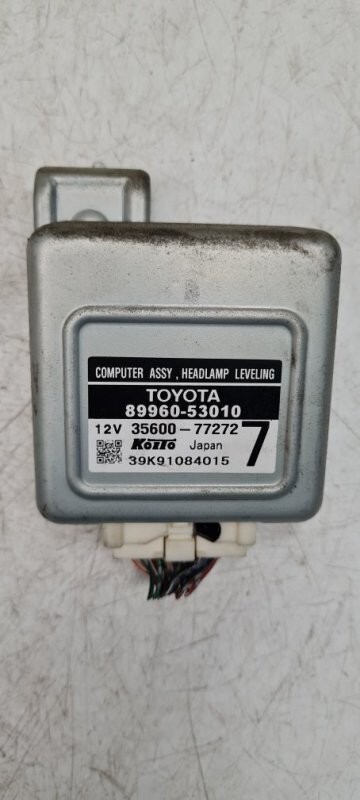 COMPUTER ASSY , HEADLAMP LEVELING
TOYOTA
89960-53010
12V 35600-77272 7
KOITO Japan
39K91084015